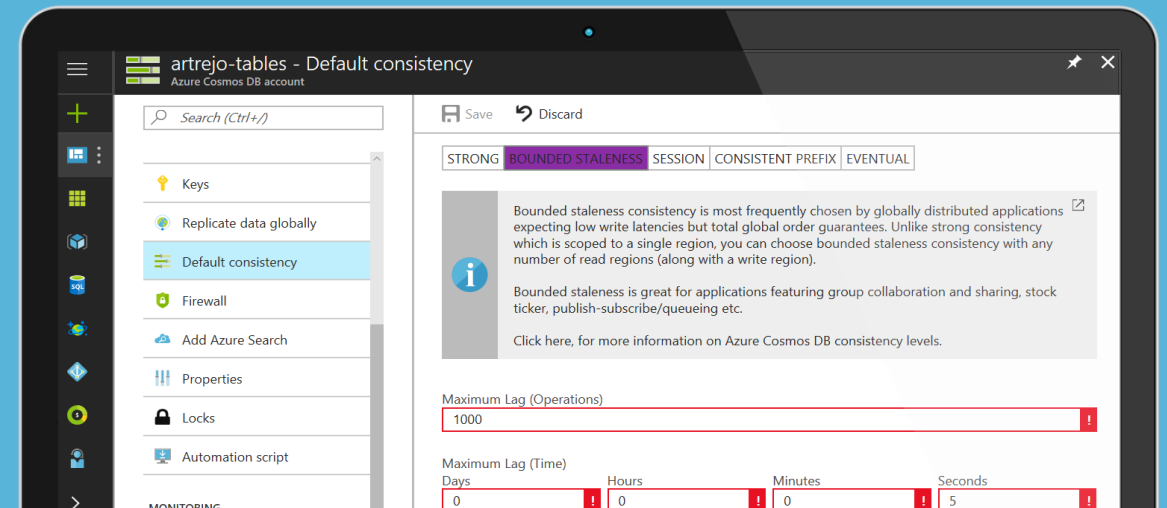 artrejo-tables - Default consistency
Azure Cosmos DB account
Search (Ctrl+/)
Keys
Replicate data globally
Default consistency
Firewall
Add Azure Search
Properties
Locks
Automation script
MONITORING
Save
Discard
STRONG
BOUNDED STALENESS
SESSION
CONSISTENT PREFIX
EVENTUAL
Bounded staleness consistency is most frequently chosen by globally distributed applications
expecting low write latencies but total global order guarantees. Unlike strong consistency
which is scoped to a single region, you can choose bounded staleness consistency with any
number of read regions (along with a write region).
Bounded staleness is great for applications featuring group collaboration and sharing, stock
ticker, publish-subscribe/queueing etc.
Click here, for more information on Azure Cosmos DB consistency levels.
Maximum Lag (Operations)
1000
!
Maximum Lag (Time)
Days
Hours
Minutes
Seconds
0
!
0
!
0
!
5
!
SQL